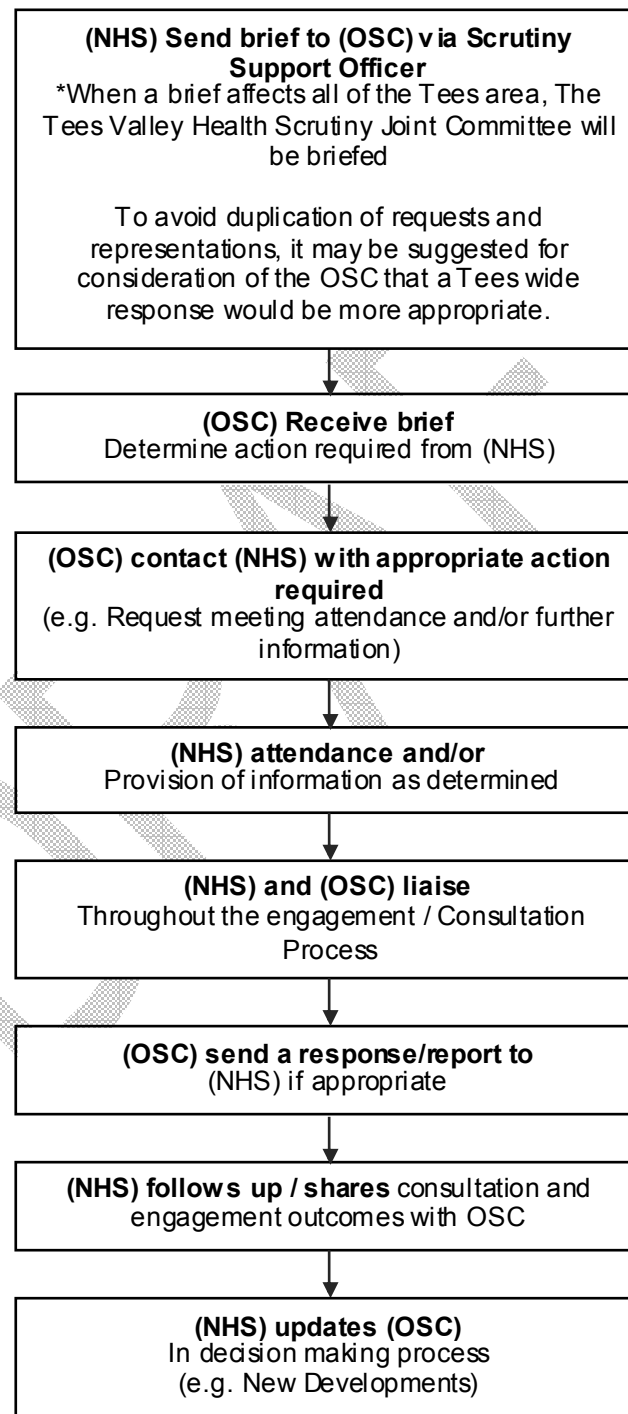 (NHS) Send brief to (OSC) via Scrutiny
Support Officer
*When a brief affects all of the Tees area, The
Tees Valley Health Scrutiny Joint Committee will
be briefed
To avoid duplication of requests and
representations, it may be suggested for
consideration of the OSC that a Tees wide
response would be more appropriate.
(OSC) Receive brief
Determine action required from (NHS)
(OSC) contact (NHS) with appropriate action
required
(e.g. Request meeting attendance and/or further
information)
(NHS) attendance and/or
Provision of information as determined
(NHS) and (OSC) liaise
Throughout the engagement / Consultation
Process
(OSC) send a response/report to
(NHS) if appropriate
(NHS) follows up / shares consultation and
engagement outcomes with OSC
(NHS) updates (OSC)
In decision making process
(e.g. New Developments)